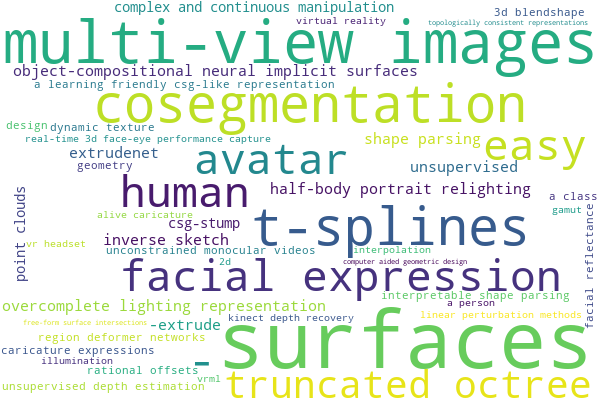 complex and continuous manipulation
3d blendshape
virtual reality
topologically consistent representations
multi-view images
object-compositional neural implicit surfaces
a learning friendly csg-like representation
cosegmentation
design
dynamic texture
real-time 3d face-eye performance capture
shape parsing
easy
extrudenet
avatar
unsupervised
geometry
human
half-body portrait relighting
a class
point clouds
alive caricature
csg-stump
t-splines
gamut
facial reflectance
vr headset
inverse sketch
unconstrained monocular videos
interpolation
2d
computer aided geometric design
facial expression
interpretable shape parsing
a person
overcomplete lighting representation
linear perturbation methods
free-form surface intersections
-extrude
kinect depth recovery
region deformer networks
surfaces
caricature expressions
illumination
-
rational offsets
vrml
truncated octree
unsupervised depth estimation